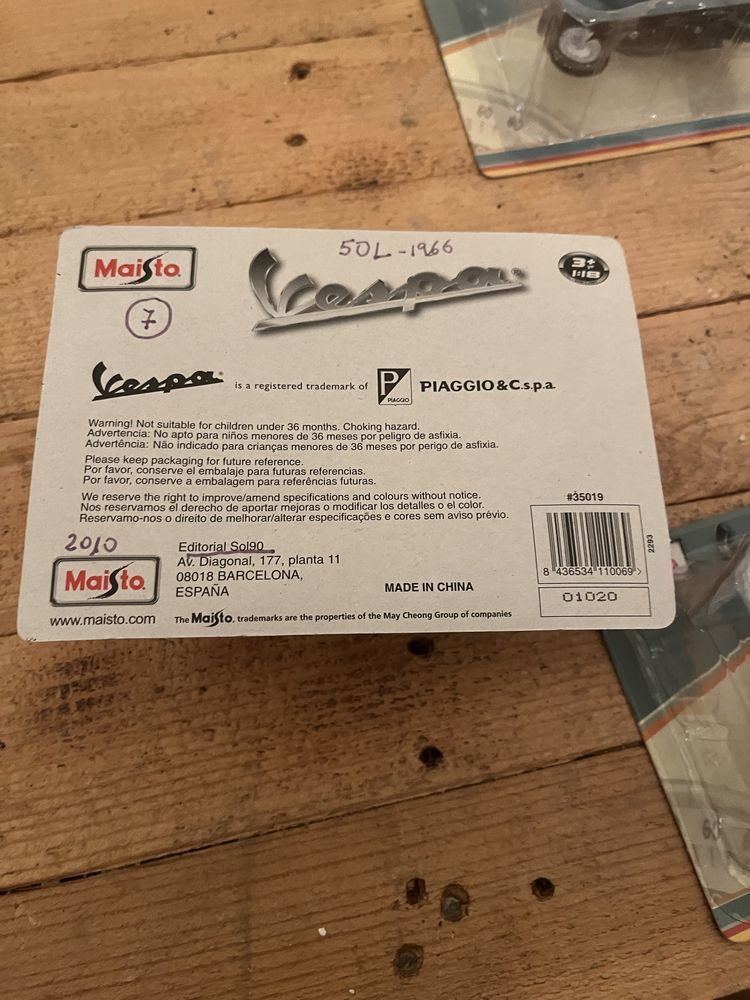 50L - 1966
Maisto.
Vespa®
3+
1:18
7
Vespa® is a registered trademark of P PIAGGIO PIAGGIO & C.s.p.a.
Warning! Not suitable for children under 36 months. Choking hazard.
Advertencia: No apto para niños menores de 36 meses por peligro de asfixia.
Advertência: Não indicado para crianças menores de 36 meses por perigo de asfixia.
Please keep packaging for future reference.
Por favor, conserve el embalaje para futuras referencias.
Por favor, conserve a embalagem para referências futuras.
We reserve the right to improve/amend specifications and colours without notice.
Nos reservamos el derecho de aportar mejoras o modificar los detalles o el color.
Reservamo-nos o direito de melhorar/alterar especificações e cores sem aviso prévio.
#35019
2293
8 436534 110069 >
01020
2010
Maisto.
www.maisto.com
Editorial Sol90
AV. Diagonal, 177, planta 11
08018 BARCELONA,
ESPAÑA
MADE IN CHINA
The Maisto. trademarks are the properties of the May Cheong Group of companies
60